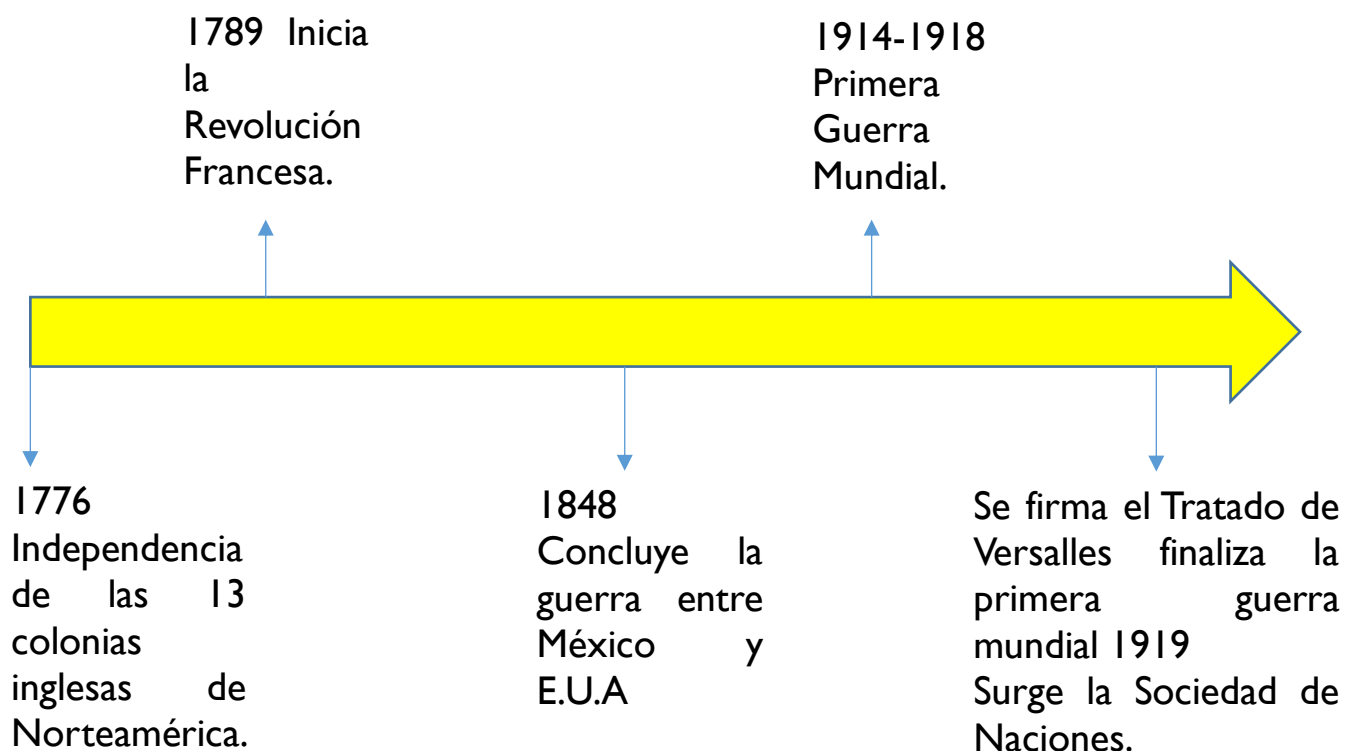 1789 Inicia
la
Revolución
Francesa.
1914-1918
Primera
Guerra
Mundial.
1776
Independencia
de las 13
colonias
inglesas de
Norteamérica.
1848
Concluye la
guerra entre
México y
E.U.A
Se firma el Tratado de
Versalles finaliza la
primera guerra
mundial 1919
Surge la Sociedad de
Naciones.